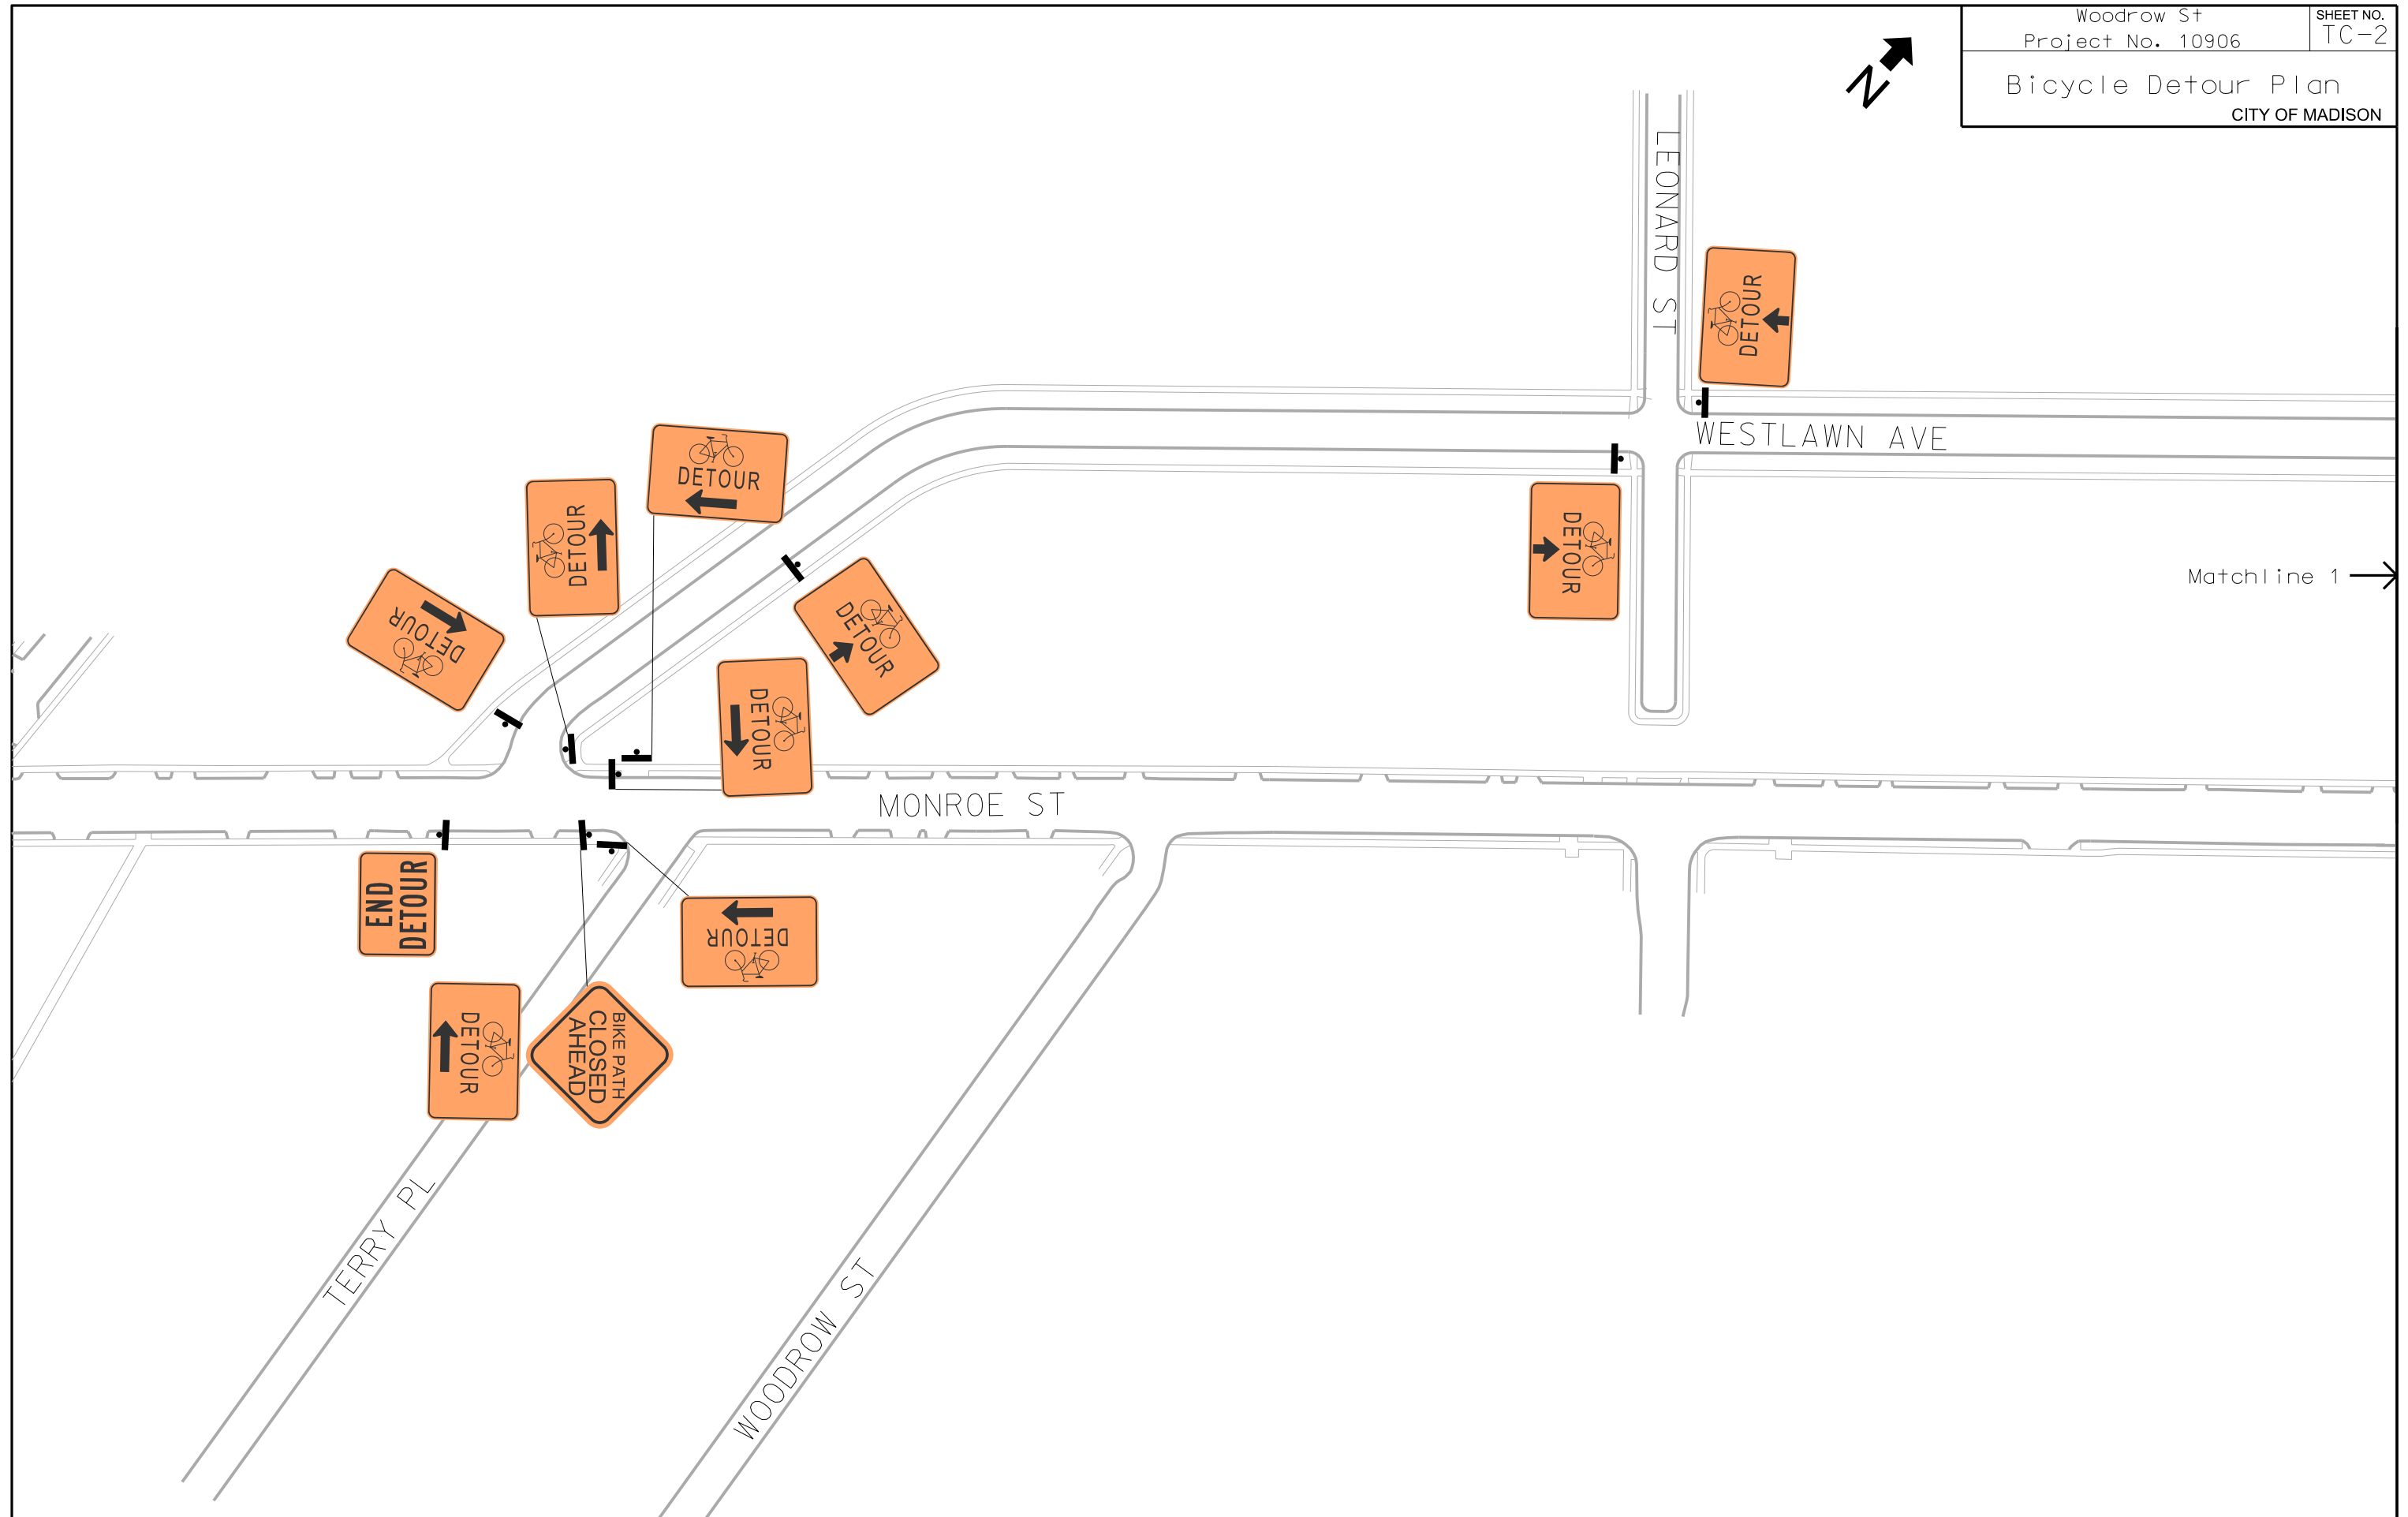 Woodrow St
Project No. 10906
SHEET NO.
TC-2
Bicycle Detour Plan
CITY OF MADISON
N
LEONARD ST
DETOUR
WESTLAWN AVE
DETOUR
DETOUR
DETOUR
DETOUR
DETOUR
DETOUR
Matchline 1
MONROE ST
END
DETOUR
DETOUR
DETOUR
BIKE PATH
CLOSED
AHEAD
TERRY PL
WOODROW ST